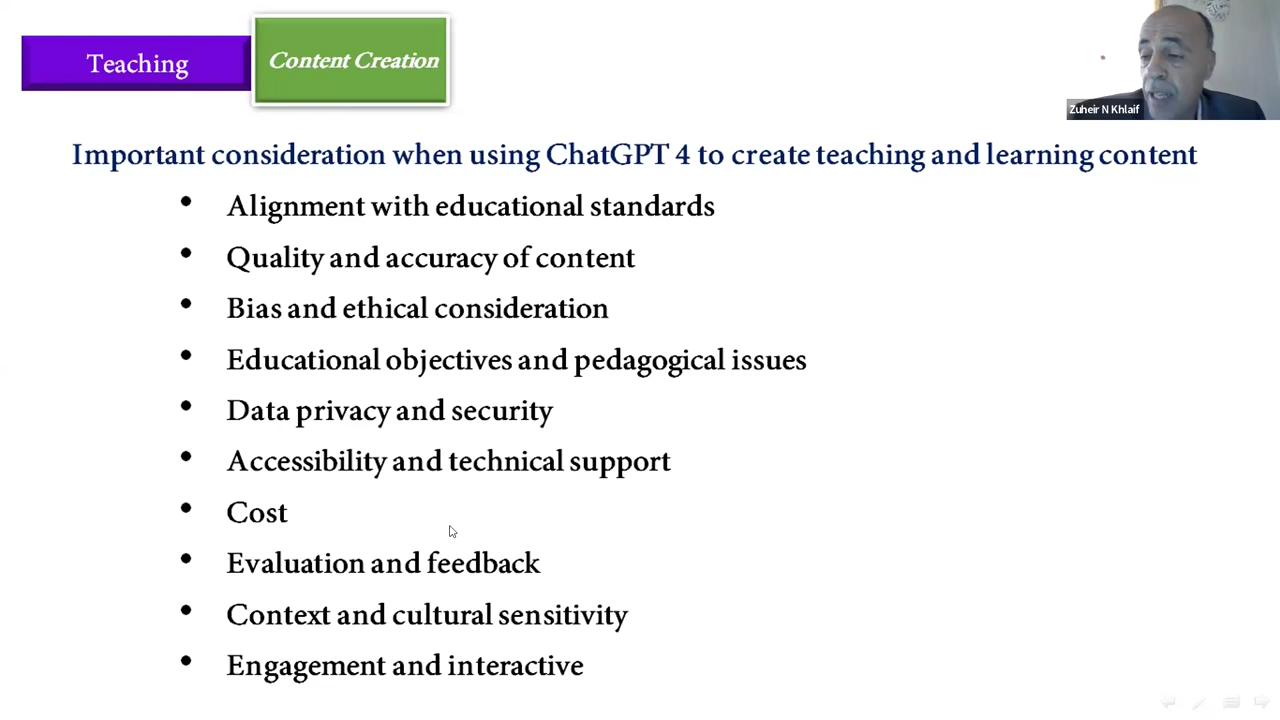 Teaching
Content Creation
Zuheir N Khlaif
Important consideration when using ChatGPT 4 to create teaching and learning content
• Alignment with educational standards
• Quality and accuracy of content
• Bias and ethical consideration
• Educational objectives and pedagogical issues
• Data privacy and security
• Accessibility and technical support
• Cost
• Evaluation and feedback
• Context and cultural sensitivity
• Engagement and interactive